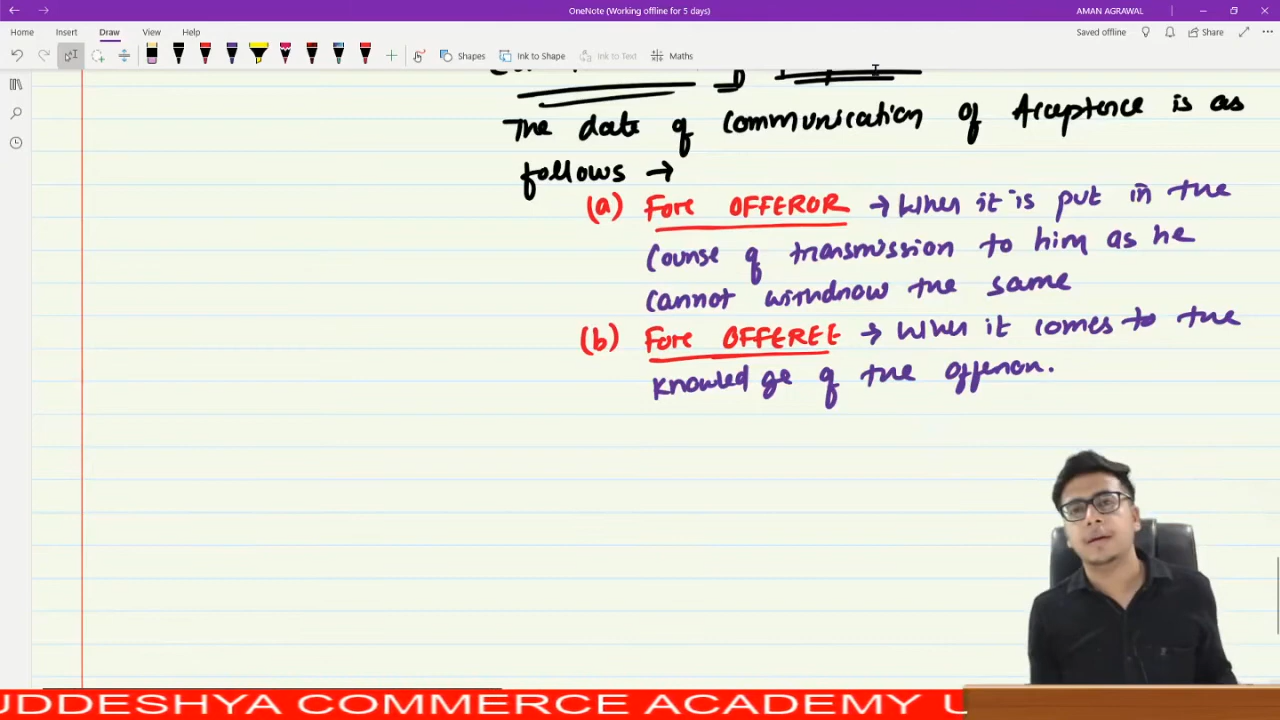 OneNote (Working offline for 5 days)
AMAN AGRAWAL
Home Insert Draw View Help
Saved offline
Share
Shapes
Ink to Shape
Ink to Text
Maths
The date of communication of Acceptence is as
follows →
(a) Fore OFFEROR → When it is put in the
Course of transmission to him as he
cannot withdraw the same
(b) Fore OFFEREE → When it comes to the
knowledge of the offeror.
UDDESHYA COMMERCE ACADEMY U